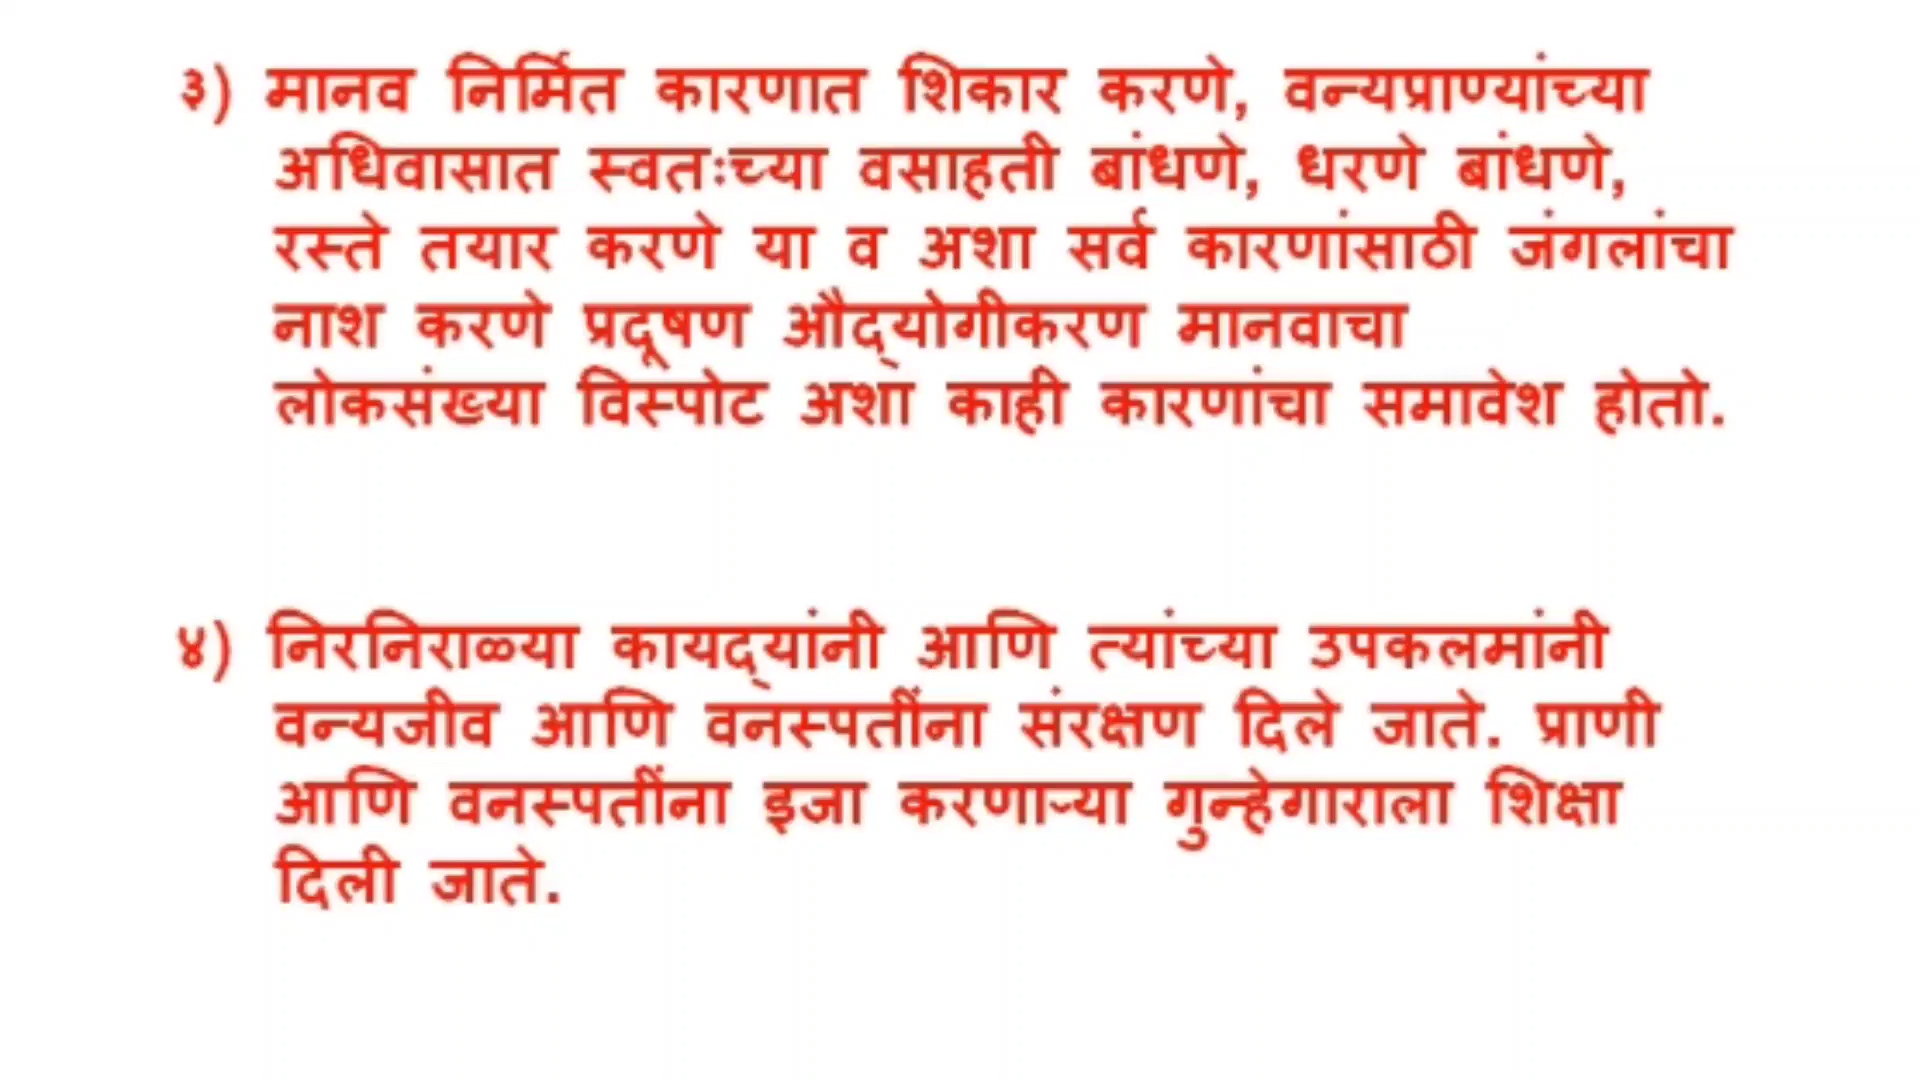 ३) मानव निर्मित कारणात शिकार करणे, वन्यप्राण्यांच्या
अधिवासात स्वतःच्या वसाहती बांधणे, धरणे बांधणे,
रस्ते तयार करणे या व अशा सर्व कारणांसाठी जंगलांचा
नाश करणे प्रदूषण औद्‌योगीकरण मानवाचा
लोकसंख्या विस्पोट अशा काही कारणांचा समावेश होतो.
४) निरनिराळ्या कायद्‌यांनी आणि त्यांच्या उपकलमांनी
वन्यजीव आणि वनस्पतींना संरक्षण दिले जाते. प्राणी
आणि वनस्पतींना इजा करणाऱ्या गुन्हेगाराला शिक्षा
दिली जाते.